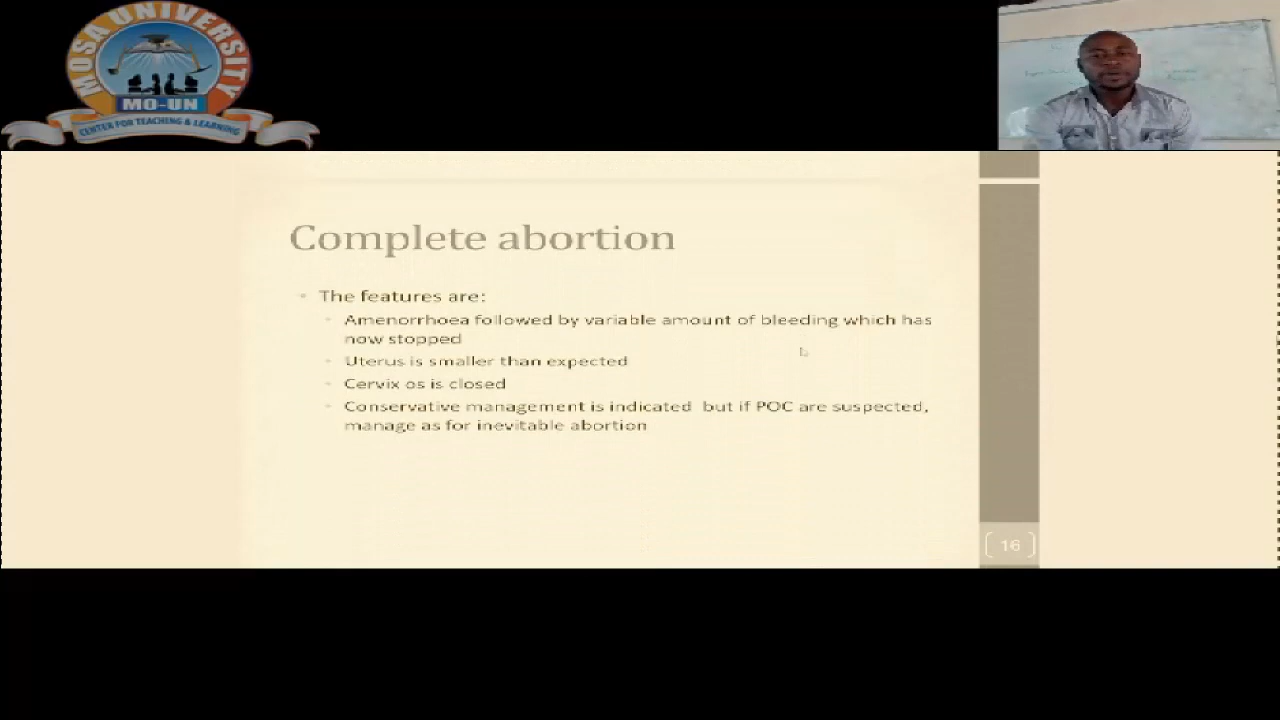 MOSA UNIVERSITY
MO-UN
CENTER FOR TEACHING & LEARNING
Complete abortion
The features are:
Amenorrhoea followed by variable amount of bleeding which has
now stopped
Uterus is smaller than expected
Cervix os is closed
Conservative management is indicated but if POC are suspected,
manage as for inevitable abortion
16